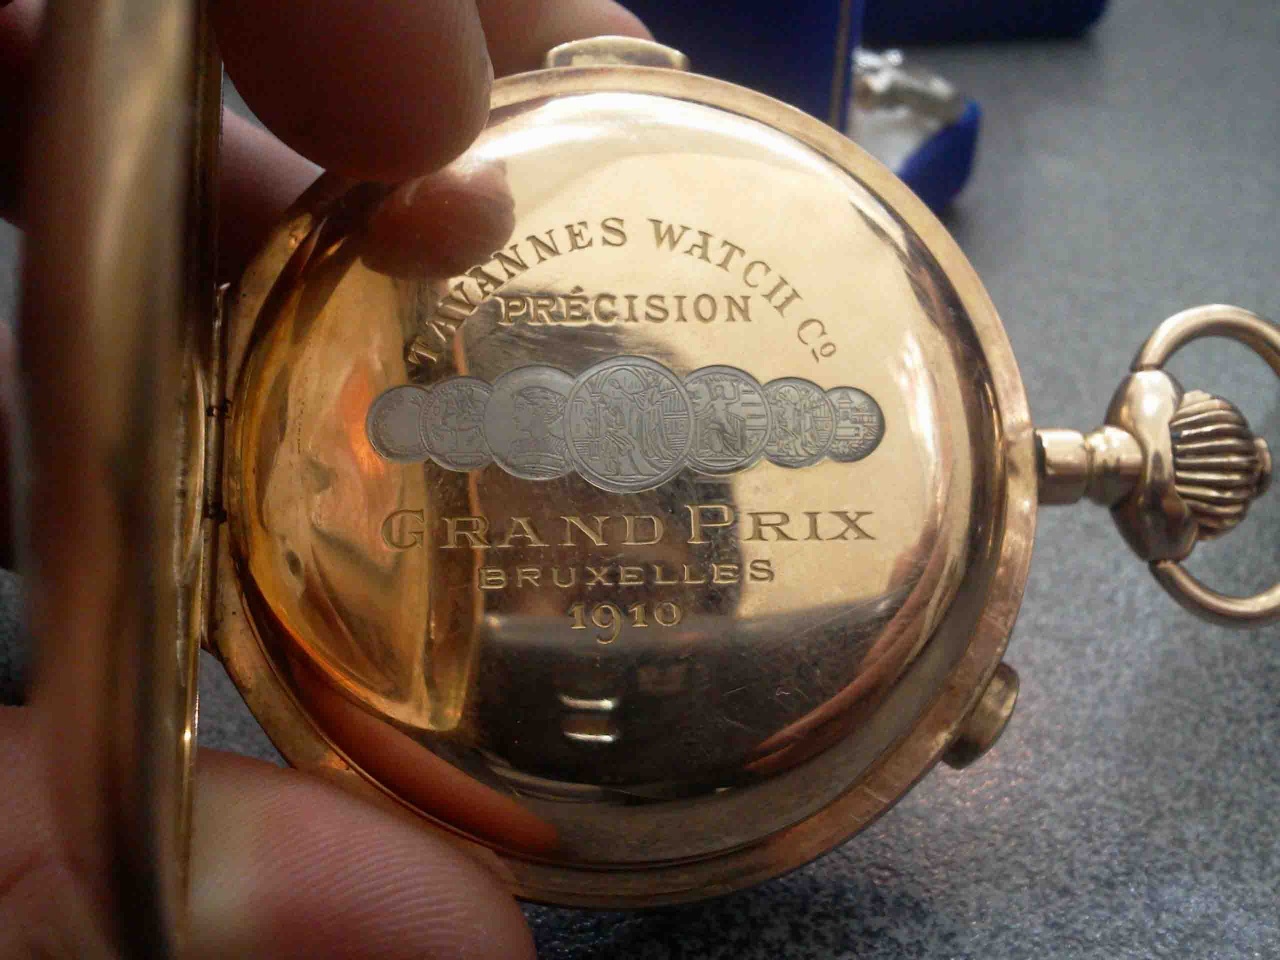 TAVANNES WATCH Cº
PRÉCISION
GRAND PRIX
BRUXELLES
1910